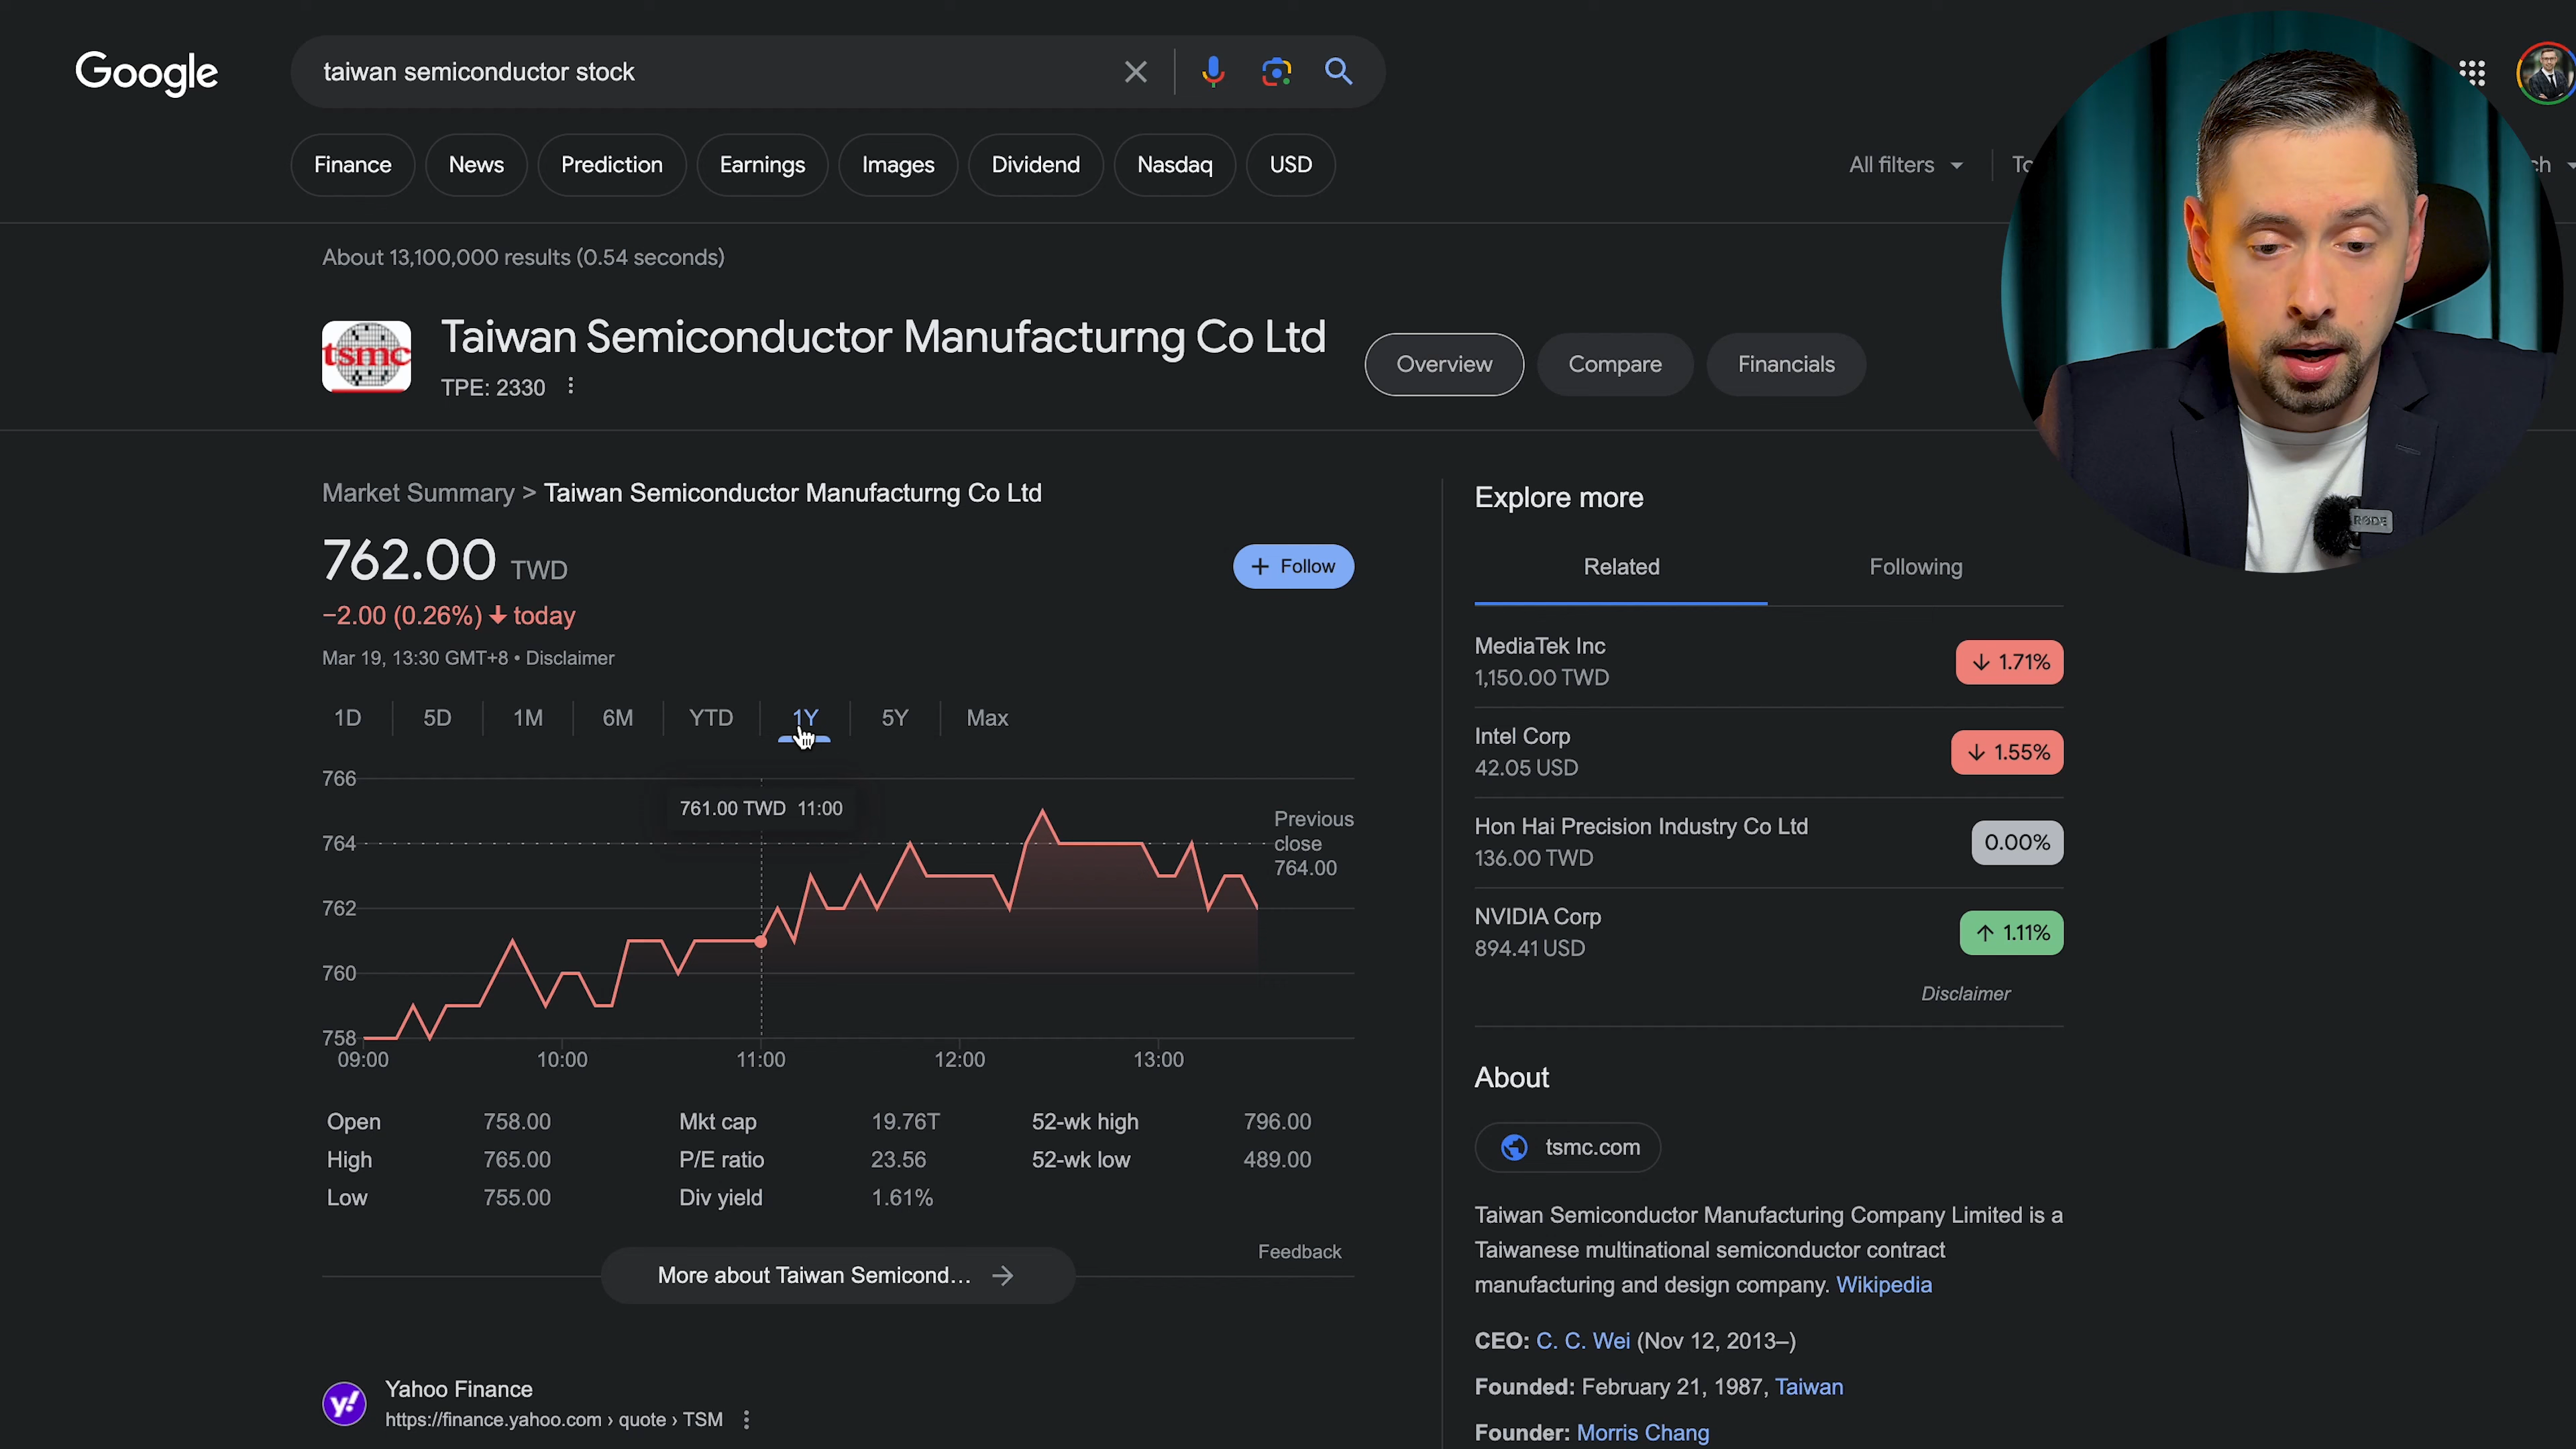 Google
taiwan semiconductor stock
Finance
News
Prediction
Earnings
Images
Dividend
Nasdaq
USD
All filters
About 13,100,000 results (0.54 seconds)
tsmc
Taiwan Semiconductor Manufacturng Co Ltd
TPE: 2330
Overview
Compare
Financials
Market Summary > Taiwan Semiconductor Manufacturng Co Ltd
762.00 TWD
+ Follow
−2.00 (0.26%) ↓ today
Mar 19, 13:30 GMT+8 • Disclaimer
1D
5D
1M
6M
YTD
1Y
5Y
Max
766
764
762
760
758
761.00 TWD 11:00
Previous
close
764.00
09:00
10:00
11:00
12:00
13:00
Open 758.00
High 765.00
Low 755.00
Mkt cap 19.76T
P/E ratio 23.56
Div yield 1.61%
52-wk high 796.00
52-wk low 489.00
Feedback
More about Taiwan Semicond... →
Yahoo Finance
https://finance.yahoo.com › quote › TSM
y!
Explore more
Related
Following
MediaTek Inc
1,150.00 TWD
↓ 1.71%
Intel Corp
42.05 USD
↓ 1.55%
Hon Hai Precision Industry Co Ltd
136.00 TWD
0.00%
NVIDIA Corp
894.41 USD
↑ 1.11%
Disclaimer
About
tsmc.com
Taiwan Semiconductor Manufacturing Company Limited is a
Taiwanese multinational semiconductor contract
manufacturing and design company. Wikipedia
CEO: C. C. Wei (Nov 12, 2013–)
Founded: February 21, 1987, Taiwan
Founder: Morris Chang
RØDE